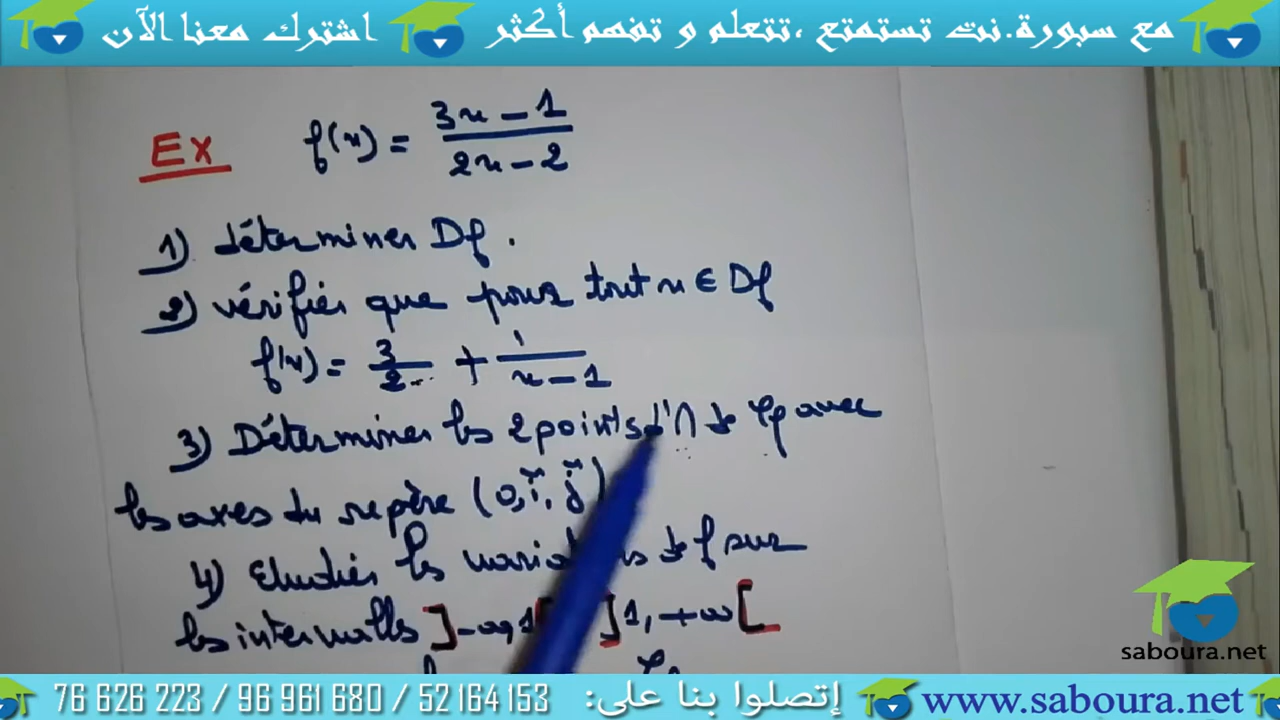 مع سبورة.نت تستمتع ،تتعلم و تفهم أكثر اشترك معنا الآن
Ex f(x) = (3x - 1)/(2x - 2)
1) déterminer Df.
2) vérifier que pour tout x ∈ Df
f(x) = 3/2 + 1/(x - 1)
3) Déterminer les 2 points d'∩ de ζf avec
les axes du repère (O, i, j)
4) Etudier les variations de f sur
les intervalls ]-∞, 1[ ]1, +∞[
saboura.net
76 626 223 / 96 961 680 / 52 164 153 إتصلوا بنا على: www.saboura.net